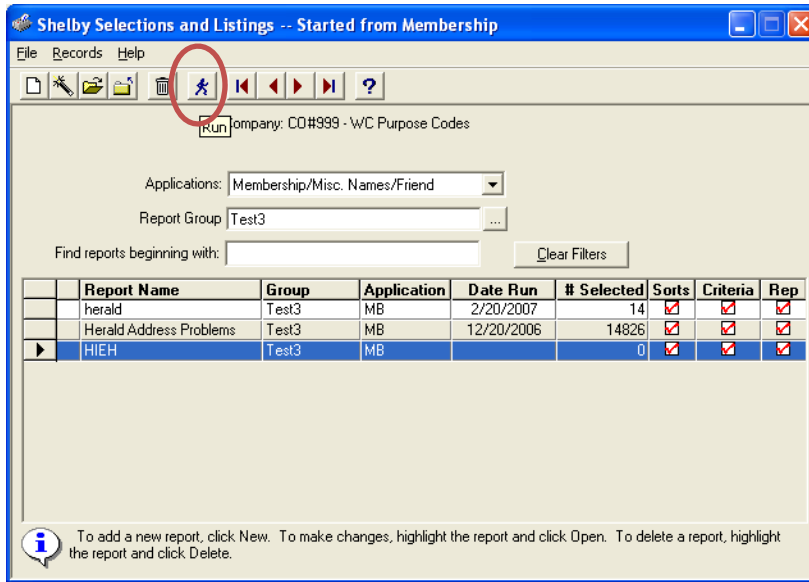 Shelby Selections and Listings -- Started from Membership
File Records Help
Run ompany: CO#999 - WC Purpose Codes
Applications: Membership/Misc. Names/Friend
Report Group Test3 ...
Find reports beginning with: Clear Filters
Report Name Group Application Date Run # Selected Sorts Criteria Rep
herald Test3 MB 2/20/2007 14
Herald Address Problems Test3 MB 12/20/2006 14826
HIEH Test3 MB 0
To add a new report, click New. To make changes, highlight the report and click Open. To delete a report, highlight
the report and click Delete.